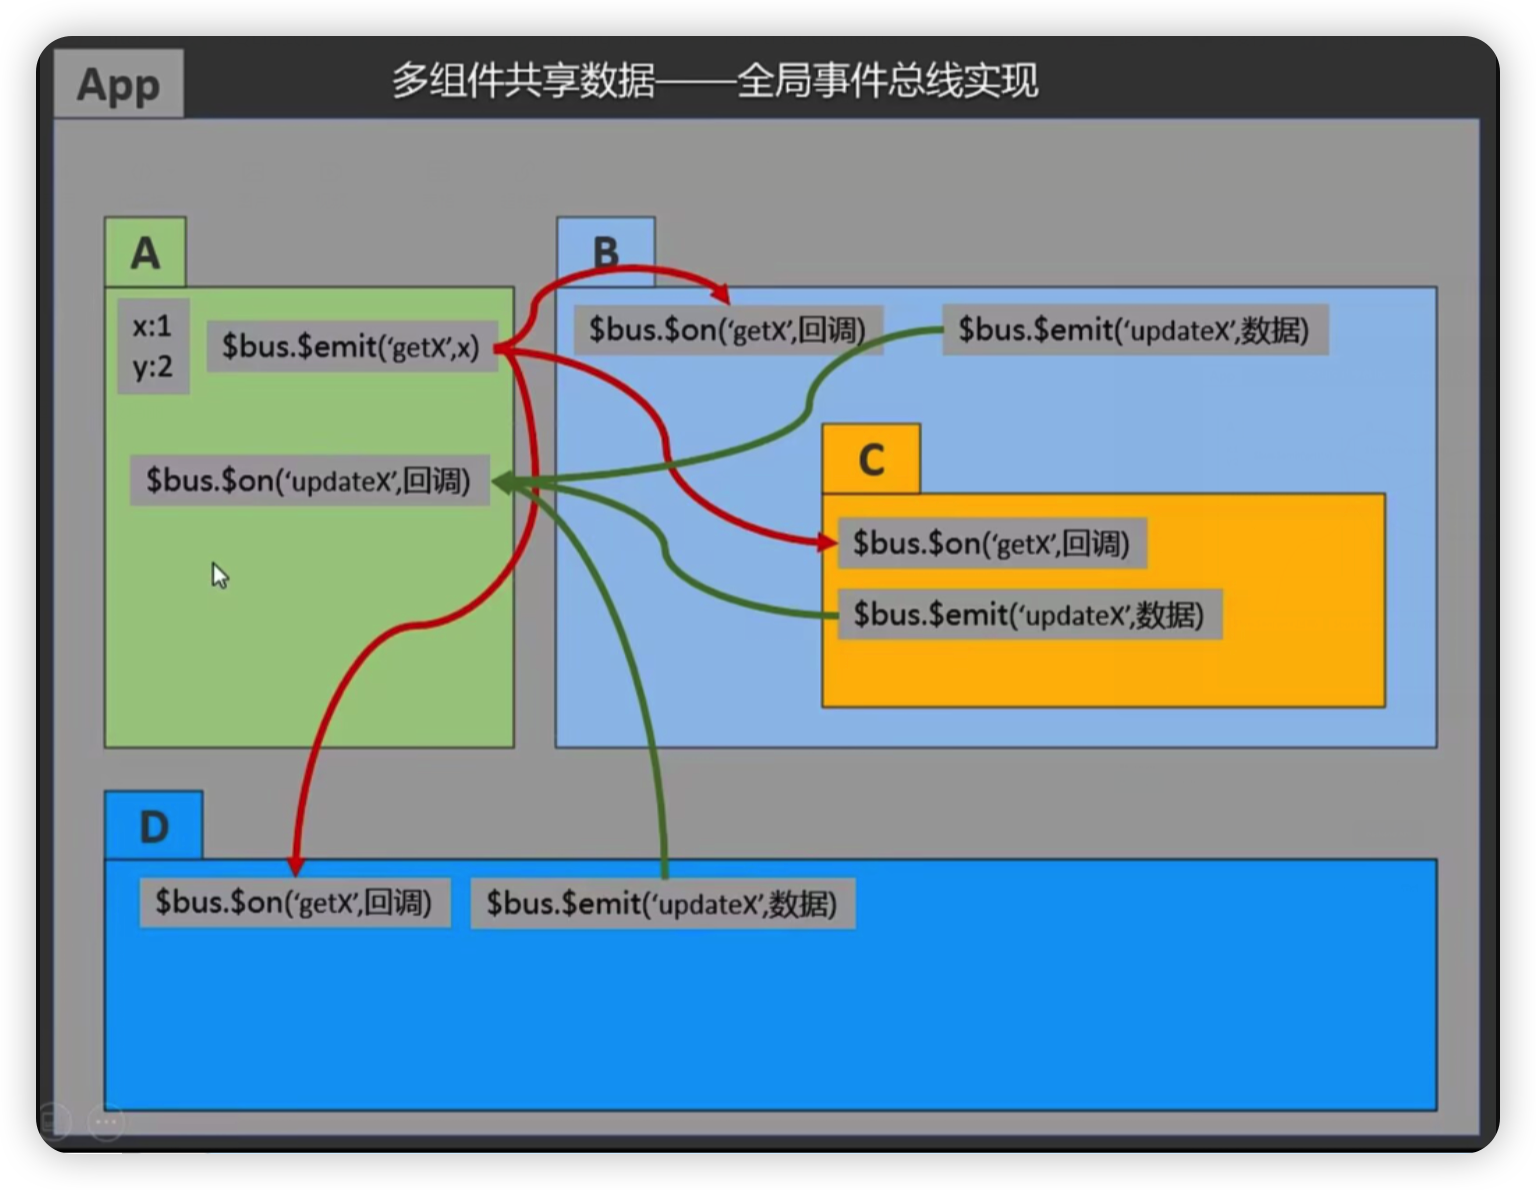 App
多组件共享数据——全局事件总线实现
A
x:1
y:2
$bus.$emit(‘getX’,x)
$bus.$on(‘updateX’,回调)
B
$bus.$on(‘getX’,回调)
$bus.$emit(‘updateX’,数据)
C
$bus.$on(‘getX’,回调)
$bus.$emit(‘updateX’,数据)
D
$bus.$on(‘getX’,回调)
$bus.$emit(‘updateX’,数据)